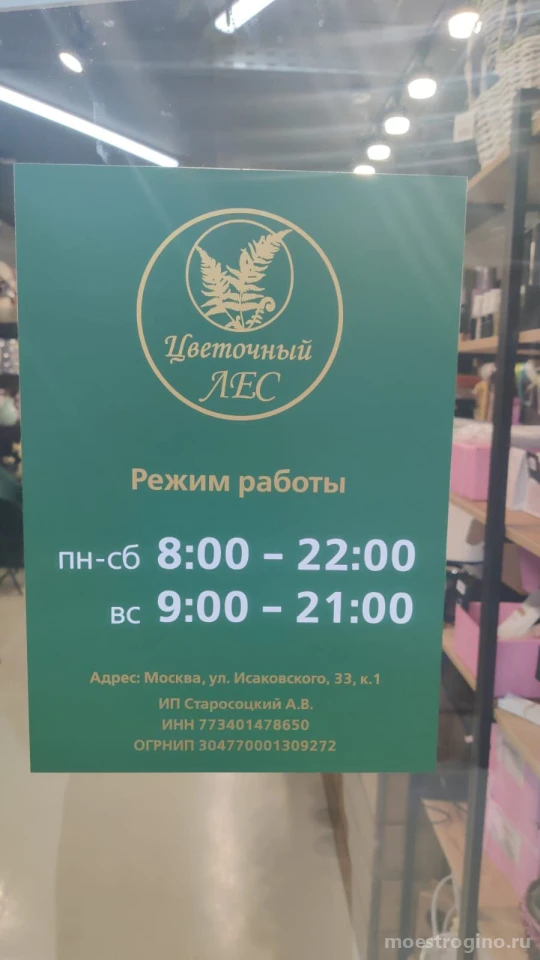 Цветочный
ЛЕС
Режим работы
пн-сб 8:00 – 22:00
вс 9:00 – 21:00
Адрес: Москва, ул. Исаковского, 33, к.1
ИП Старосоцкий А.В.
ИНН 773401478650
ОГРНИП 304770001309272
moestrogino.ru